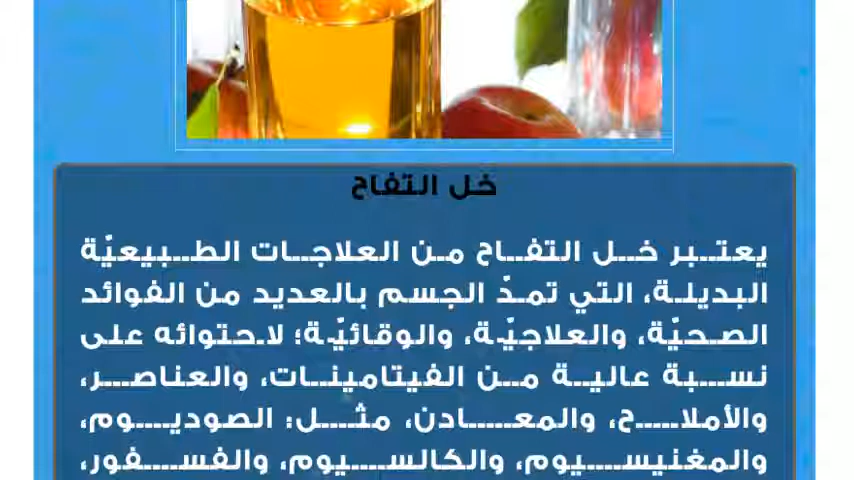 خل التفاح
يعتبر خل التفاح من العلاجات الطبيعيّة
البديلة، التي تمدّ الجسم بالعديد من الفوائد
الصحيّة، والعلاجيّة، والوقائيّة؛ لاحتوائه على
نسبة عالية من الفيتامينات، والعناصر،
والأملاح، والمعادن، مثل: الصوديوم،
والمغنيسيوم، والكالسيوم، والفسفور،